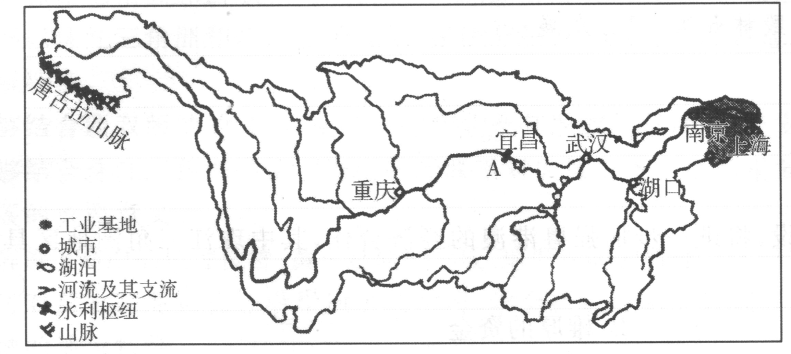 唐古拉山脉
宜昌
武汉
南京
上海
A
重庆
湖口
工业基地
城市
湖泊
河流及其支流
水利枢纽
山脉